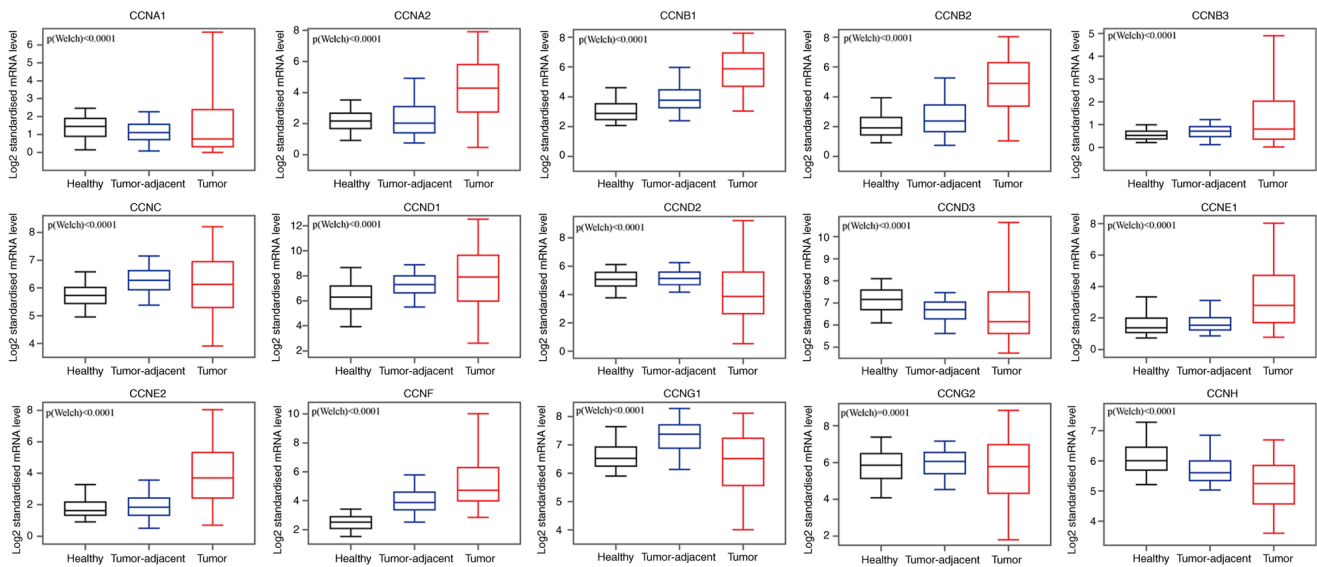 CCNA1
p(Welch)<0.0001
Log2 standardised mRNA level
6
5
4
3
2
1
0
Healthy Tumor-adjacent Tumor
CCNA2
p(Welch)<0.0001
Log2 standardised mRNA level
8
6
4
2
0
Healthy Tumor-adjacent Tumor
CCNB1
p(Welch)<0.0001
Log2 standardised mRNA level
8
6
4
2
0
Healthy Tumor-adjacent Tumor
CCNB2
p(Welch)<0.0001
Log2 standardised mRNA level
8
6
4
2
0
Healthy Tumor-adjacent Tumor
CCNB3
p(Welch)<0.0001
Log2 standardised mRNA level
5
4
3
2
1
0
Healthy Tumor-adjacent Tumor
CCNC
p(Welch)<0.0001
Log2 standardised mRNA level
8
7
6
5
4
Healthy Tumor-adjacent Tumor
CCND1
p(Welch)<0.0001
Log2 standardised mRNA level
12
10
8
6
4
2
Healthy Tumor-adjacent Tumor
CCND2
p(Welch)<0.0001
Log2 standardised mRNA level
8
6
4
2
0
Healthy Tumor-adjacent Tumor
CCND3
p(Welch)<0.0001
Log2 standardised mRNA level
10
9
8
7
6
5
Healthy Tumor-adjacent Tumor
CCNE1
p(Welch)<0.0001
Log2 standardised mRNA level
8
6
4
2
0
Healthy Tumor-adjacent Tumor
CCNE2
p(Welch)<0.0001
Log2 standardised mRNA level
8
6
4
2
0
Healthy Tumor-adjacent Tumor
CCNF
p(Welch)<0.0001
Log2 standardised mRNA level
10
8
6
4
2
Healthy Tumor-adjacent Tumor
CCNG1
p(Welch)<0.0001
Log2 standardised mRNA level
8
7
6
5
4
Healthy Tumor-adjacent Tumor
CCNG2
p(Welch)=0.0001
Log2 standardised mRNA level
8
6
4
2
Healthy Tumor-adjacent Tumor
CCNH
p(Welch)<0.0001
Log2 standardised mRNA level
7
6
5
4
Healthy Tumor-adjacent Tumor